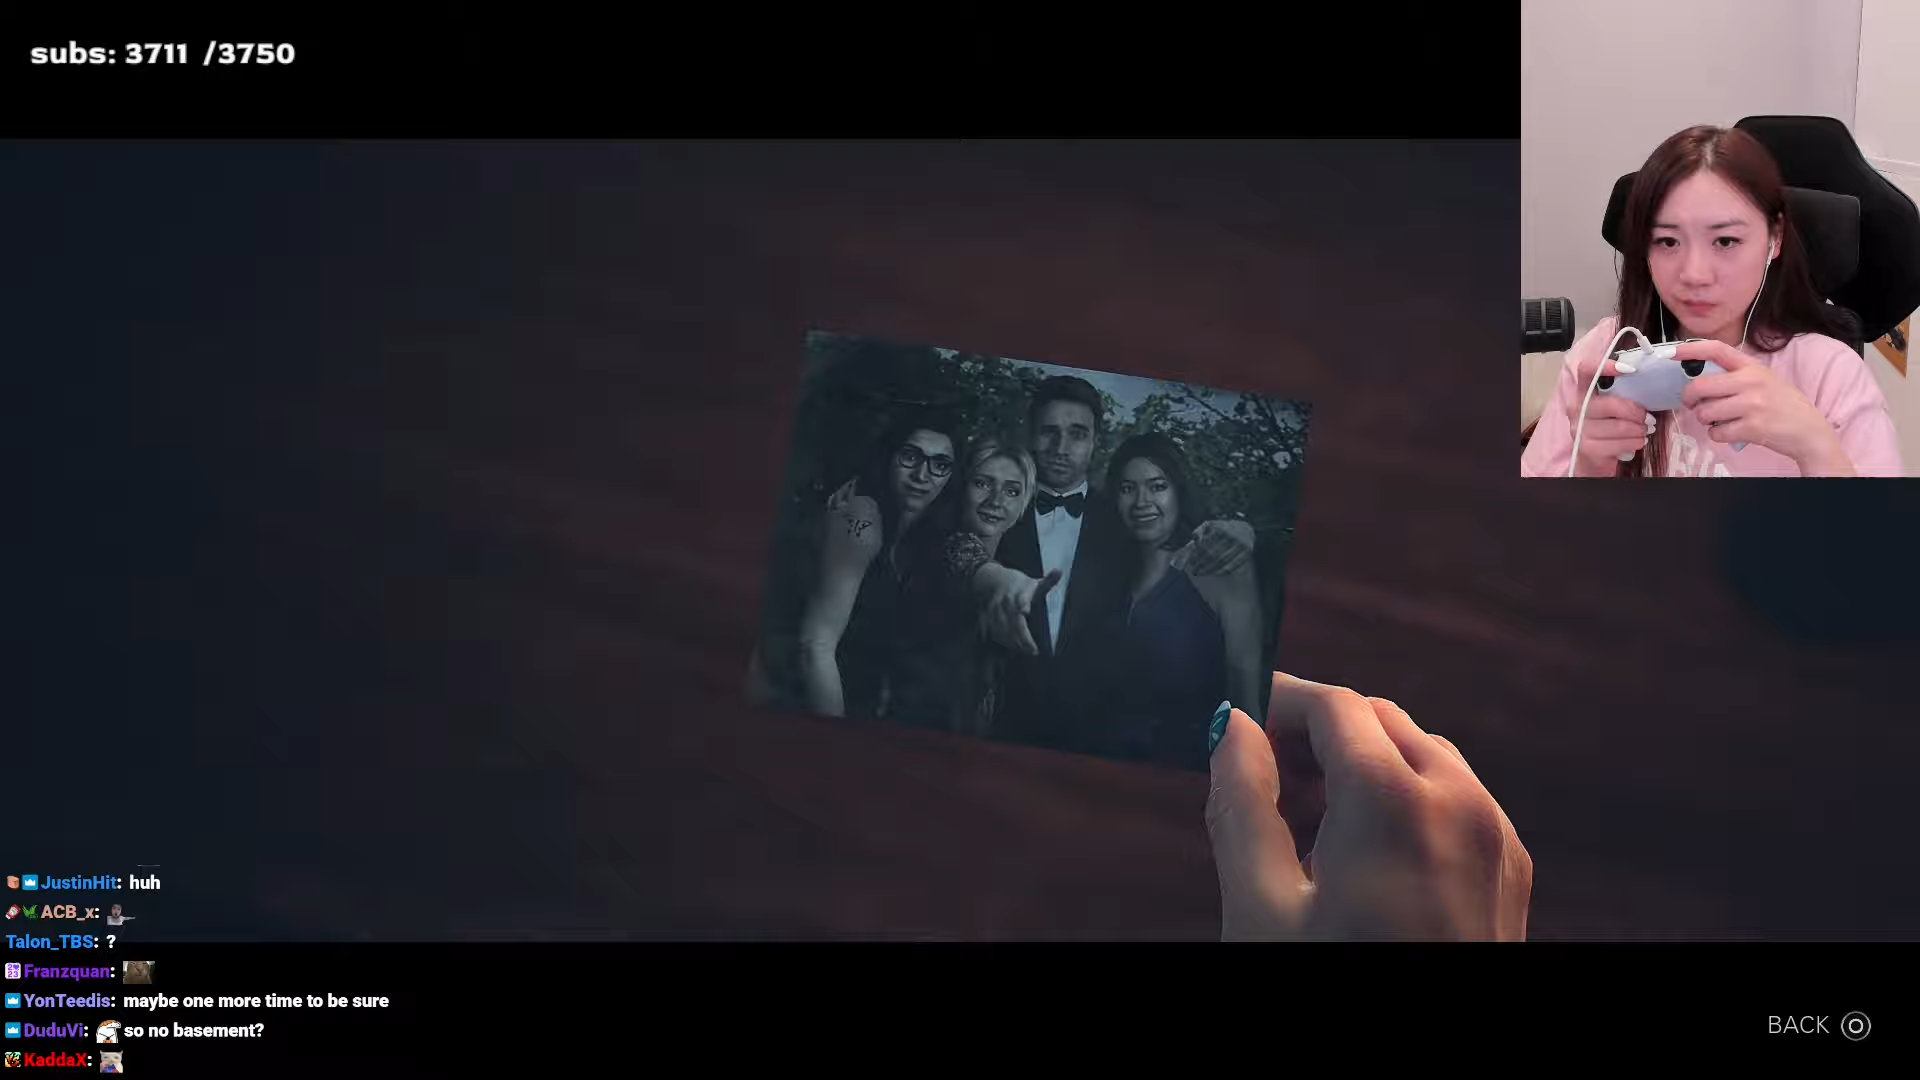 subs: 3711 /3750
JustinHit: huh
ACB_x:
Talon_TBS: ?
Franzquan:
YonTeedis: maybe one more time to be sure
DuduVi: so no basement?
KaddaX:
BACK